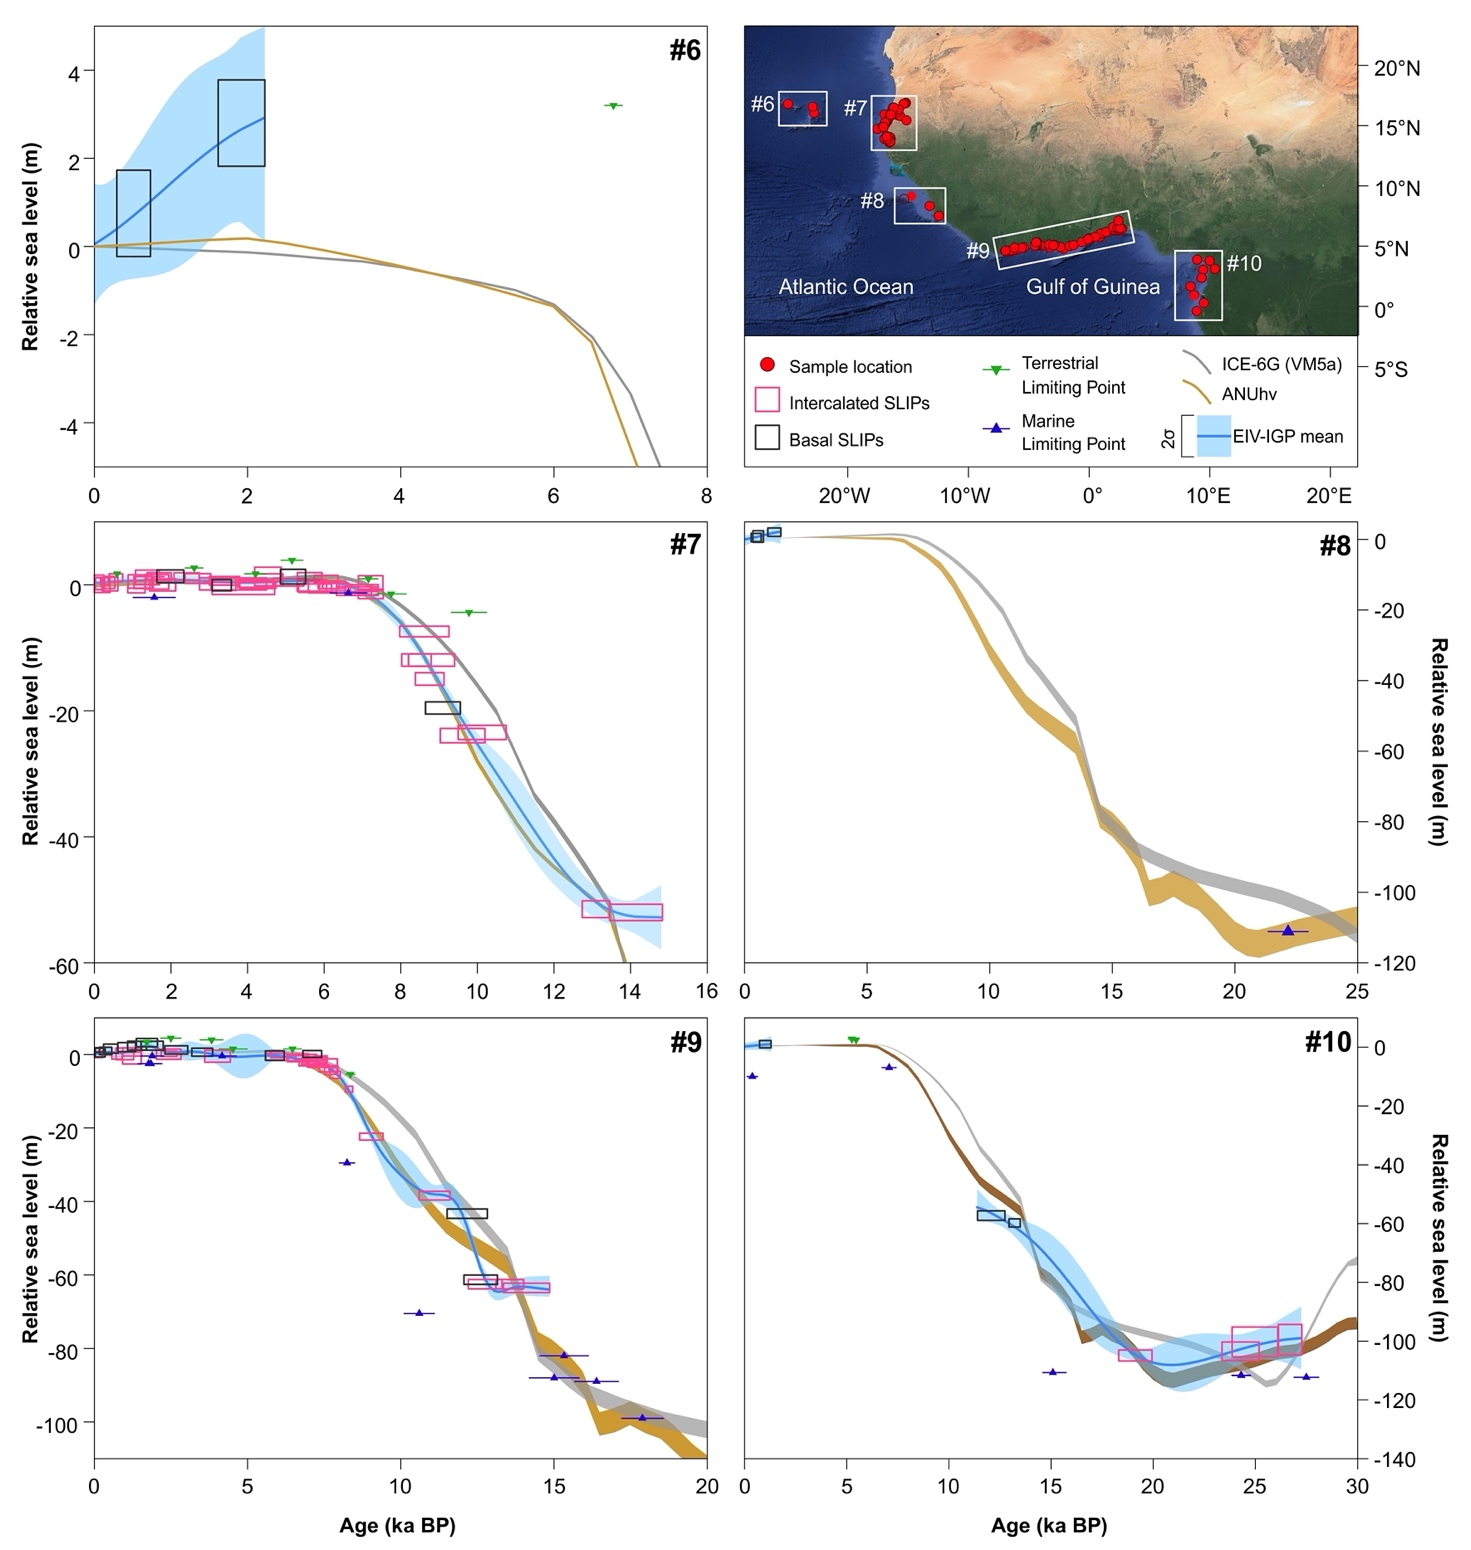 #6
4
2
0
-2
-4
Relative sea level (m)
0 2 4 6 8
#6
#7
#8
#9
#10
Atlantic Ocean
Gulf of Guinea
20°N
15°N
10°N
5°N
0°
5°S
Sample location
Intercalated SLIPs
Basal SLIPs
Terrestrial
Limiting Point
Marine
Limiting Point
ICE-6G (VM5a)
ANUhv
2σ
EIV-IGP mean
20°W 10°W 0° 10°E 20°E
#7
0
-20
-40
-60
Relative sea level (m)
0 2 4 6 8 10 12 14 16
#8
0
-20
-40
-60
-80
-100
-120
Relative sea level (m)
0 5 10 15 20 25
#9
0
-20
-40
-60
-80
-100
Relative sea level (m)
0 5 10 15 20
Age (ka BP)
#10
0
-20
-40
-60
-80
-100
-120
-140
Relative sea level (m)
0 5 10 15 20 25 30
Age (ka BP)